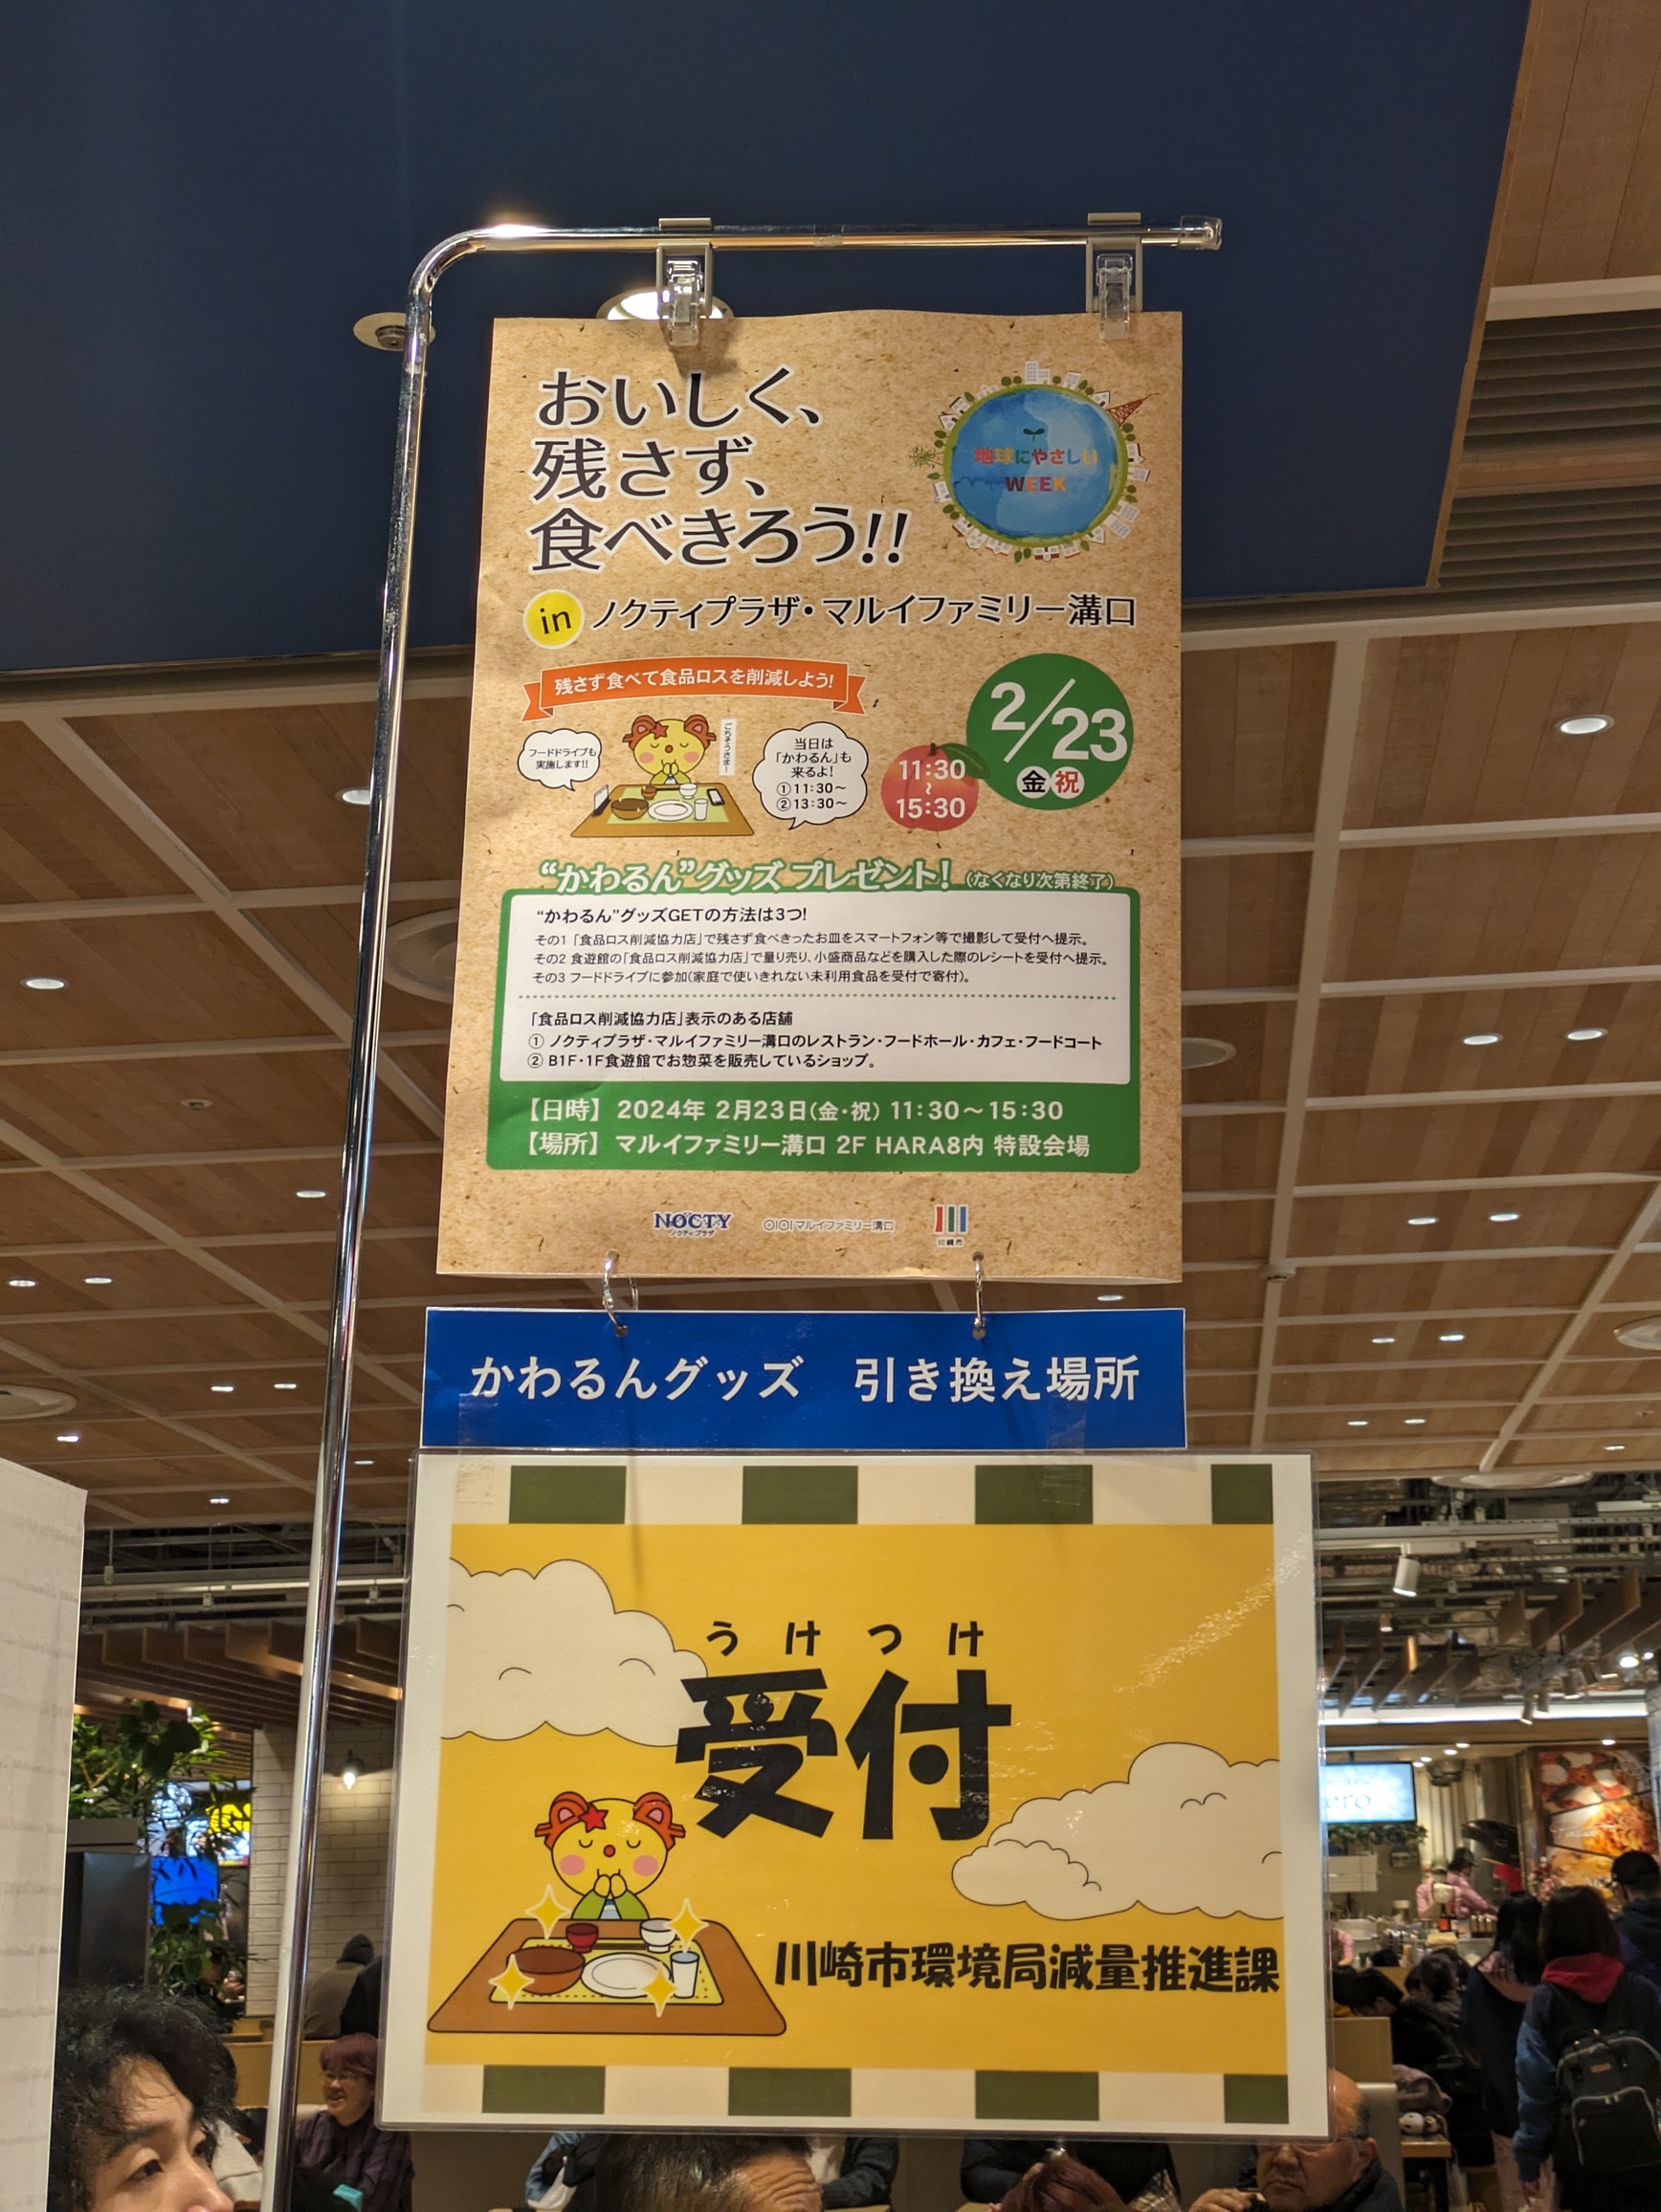 おいしく、
残さず、
食べきろう!!
地球にやさしい
WEEK
in ノクティプラザ・マルイファミリー溝口
残さず食べて食品ロスを削減しよう!
フードドライブも
実施します!!
ごちそうさま!
当日は
「かわるん」も
来るよ!
①11:30~
②13:30~
11:30
~
15:30
2/23
金 祝
“かわるん”グッズ プレゼント! (なくなり次第終了)
“かわるん”グッズGETの方法は3つ!
その1「食品ロス削減協力店」で残さず食べきったお皿をスマートフォン等で撮影して受付へ提示。
その2 食遊館の「食品ロス削減協力店」で量り売り、小盛商品などを購入した際のレシートを受付へ提示。
その3 フードドライブに参加(家庭で使いきれない未利用食品を受付で寄付)。
「食品ロス削減協力店」表示のある店舗
① ノクティプラザ・マルイファミリー溝口のレストラン・フードホール・カフェ・フードコート
② B1F・1F食遊館でお惣菜を販売しているショップ。
【日時】 2024年 2月23日(金・祝) 11:30~15:30
【場所】 マルイファミリー溝口 2F HARA8内 特設会場
NOCTY
ノクティプラザ
OIOI マルイファミリー溝口
川崎市
かわるんグッズ 引き換え場所
うけつけ
受付
川崎市環境局減量推進課